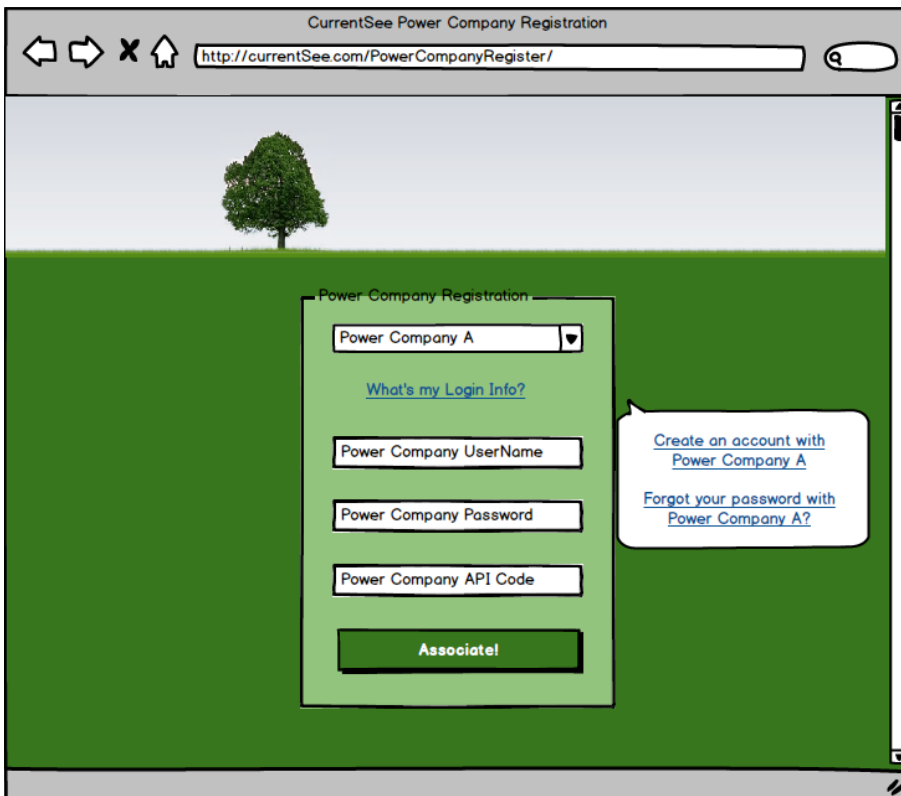 CurrentSee Power Company Registration
http://currentSee.com/PowerCompanyRegister/
Power Company Registration
Power Company A
What's my Login Info?
Power Company UserName
Power Company Password
Power Company API Code
Associate!
Create an account with
Power Company A
Forgot your password with
Power Company A?